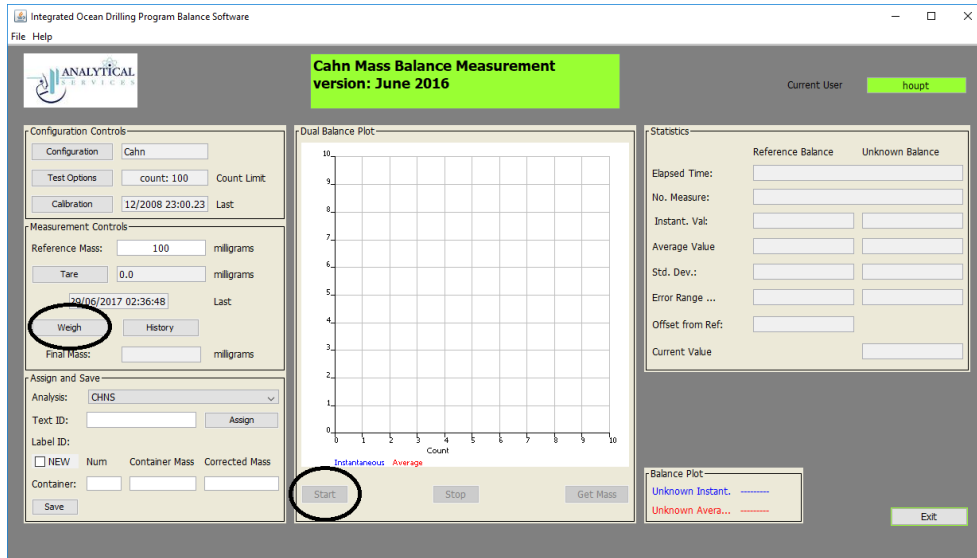 Integrated Ocean Drilling Program Balance Software
File Help
ANALYTICAL
SERVICES
Cahn Mass Balance Measurement
version: June 2016
Current User houpt
Configuration Controls
Configuration Cahn
Test Options count: 100 Count Limit
Calibration 12/2008 23:00.23 Last
Measurement Controls
Reference Mass: 100 milligrams
Tare 0.0 milligrams
29/06/2017 02:36:48 Last
Weigh History
Final Mass: milligrams
Assign and Save
Analysis: CHNS
Text ID: Assign
Label ID:
NEW Num Container Mass Corrected Mass
Container:
Save
Dual Balance Plot
10
9
8
7
6
5
4
3
2
1
0
0 1 2 3 4 5 6 7 8 9 10
Count
Instantaneous Average
Start Stop Get Mass
Statistics
Reference Balance Unknown Balance
Elapsed Time:
No. Measure:
Instant. Val:
Average Value
Std. Dev.:
Error Range ...
Offset from Ref:
Current Value
Balance Plot
Unknown Instant. ---------
Unknown Avera... ---------
Exit